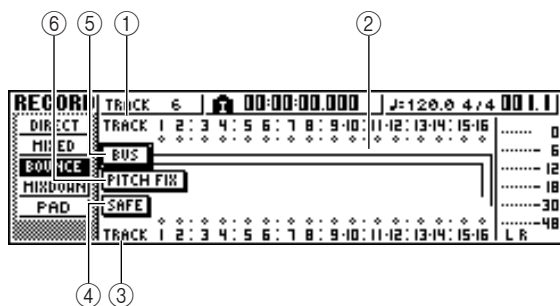 ⑥ ⑤ ① ②
RECORD TRACK 6 00:00:00.000 ♩=120.0 4/4 001.1
DIRECT TRACK 1 2 : 3 4 : 5 6 : 7 8 : 9·10 : 11·12 : 13·14 : 15·16 0
MIXED 6
BUS
BOUNCE 12
MIXDOWN PITCH FIX 18
PAD SAFE 30
48
TRACK 1 2 : 3 4 : 5 6 : 7 8 : 9·10 : 11·12 : 13·14 : 15·16 L R
④ ③